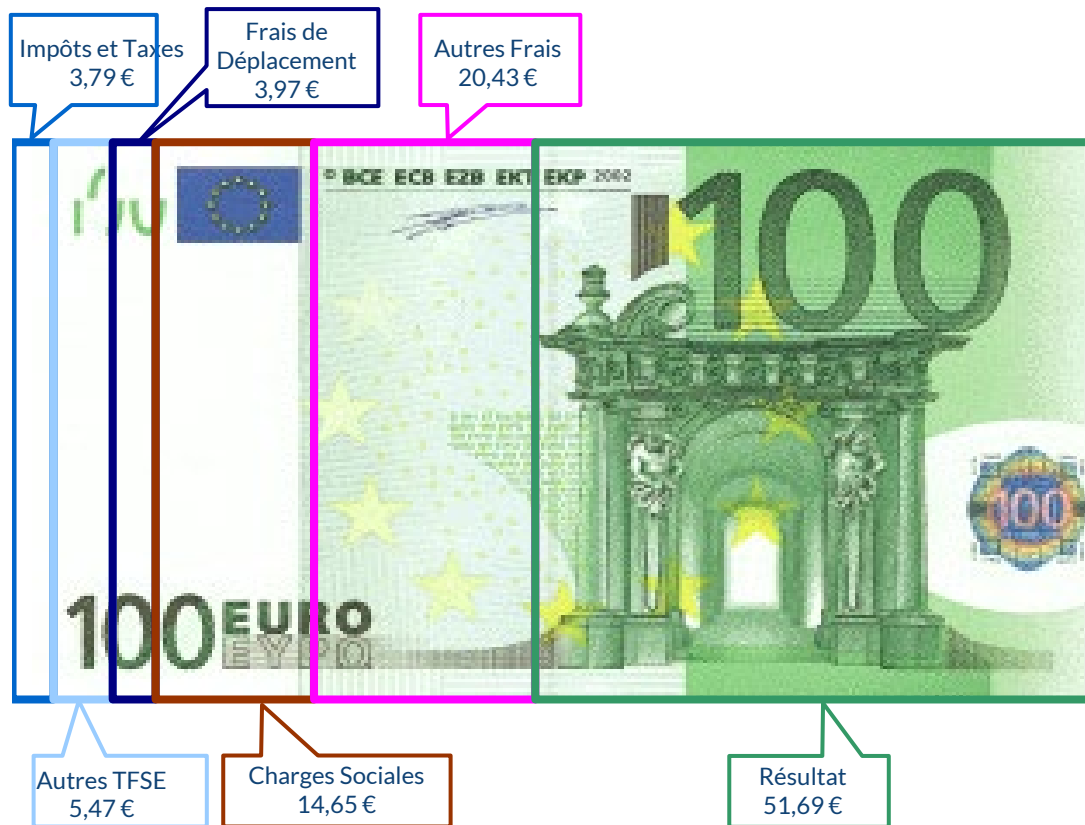 Impôts et Taxes
3,79 €
Frais de
Déplacement
3,97 €
Autres Frais
20,43 €
BCE ECB EZB EKT EKP 2002
100
100
100 EURO
ΕΥΡΩ
Autres TFSE
5,47 €
Charges Sociales
14,65 €
Résultat
51,69 €